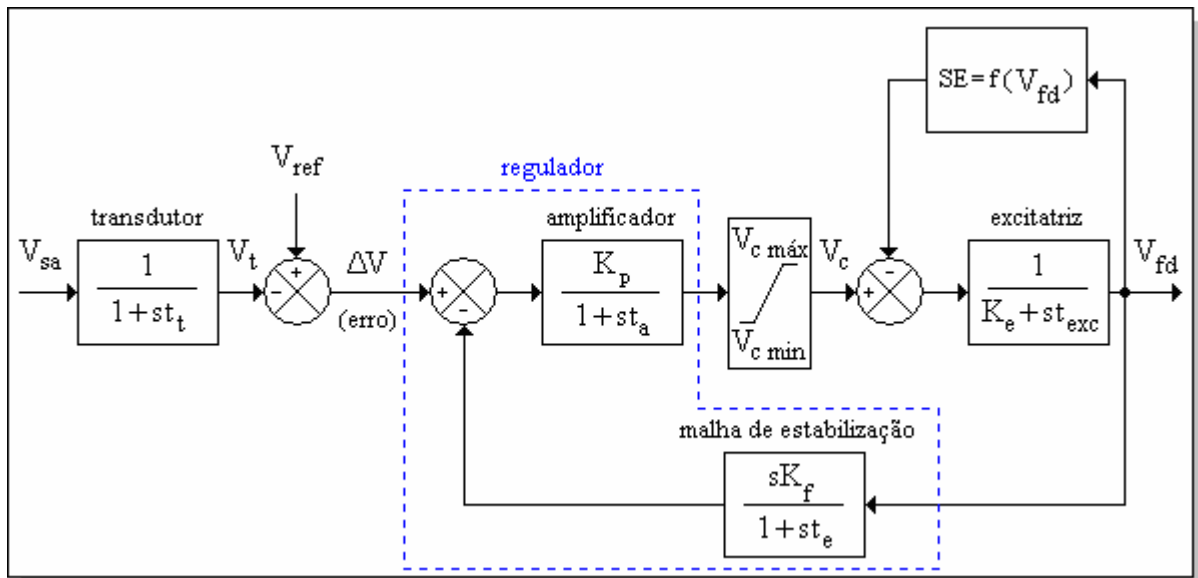 SE=f(V_fd)
V_ref
regulador
transdutor
amplificador
excitatriz
V_sa
1
1+st_t
V_t
+
-
ΔV
(erro)
+
-
K_p
1+st_a
V_c máx
V_c min
V_c
-
+
1
K_e+st_exc
V_fd
malha de estabilização
sK_f
1+st_e